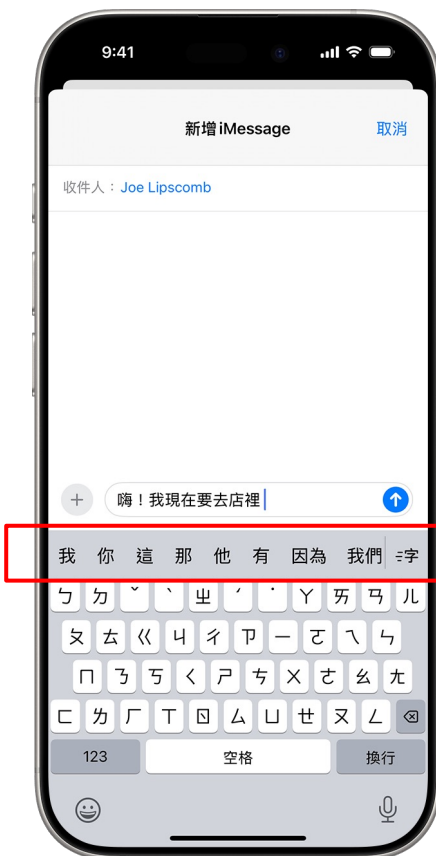 9:41
新增 iMessage 取消
收件人：Joe Lipscomb
嗨！我現在要去店裡
我 你 這 那 他 有 因為 我們 字
ㄅ ㄉ ˇ ˋ ㄓ ˊ ˙ ㄚ ㄞ ㄢ ㄦ
ㄆ ㄊ ㄍ ㄐ ㄔ ㄗ ㄧ ㄛ ㄟ ㄣ
ㄇ ㄋ ㄎ ㄑ ㄕ ㄘ ㄨ ㄜ ㄠ ㄤ
ㄈ ㄌ ㄏ ㄒ ㄖ ㄙ ㄩ ㄝ ㄡ ㄥ
123 空格 換行